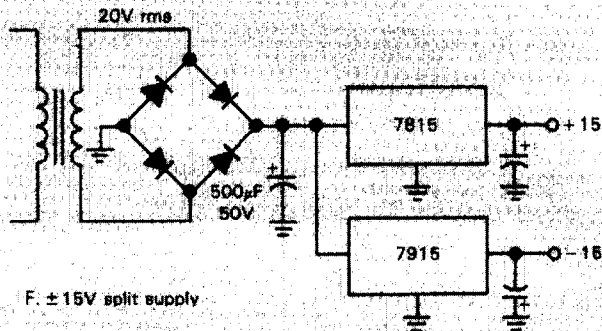 20V rms
7815
+15
+
+
500µF
50V
7915
-15
+
F. ±15V split supply